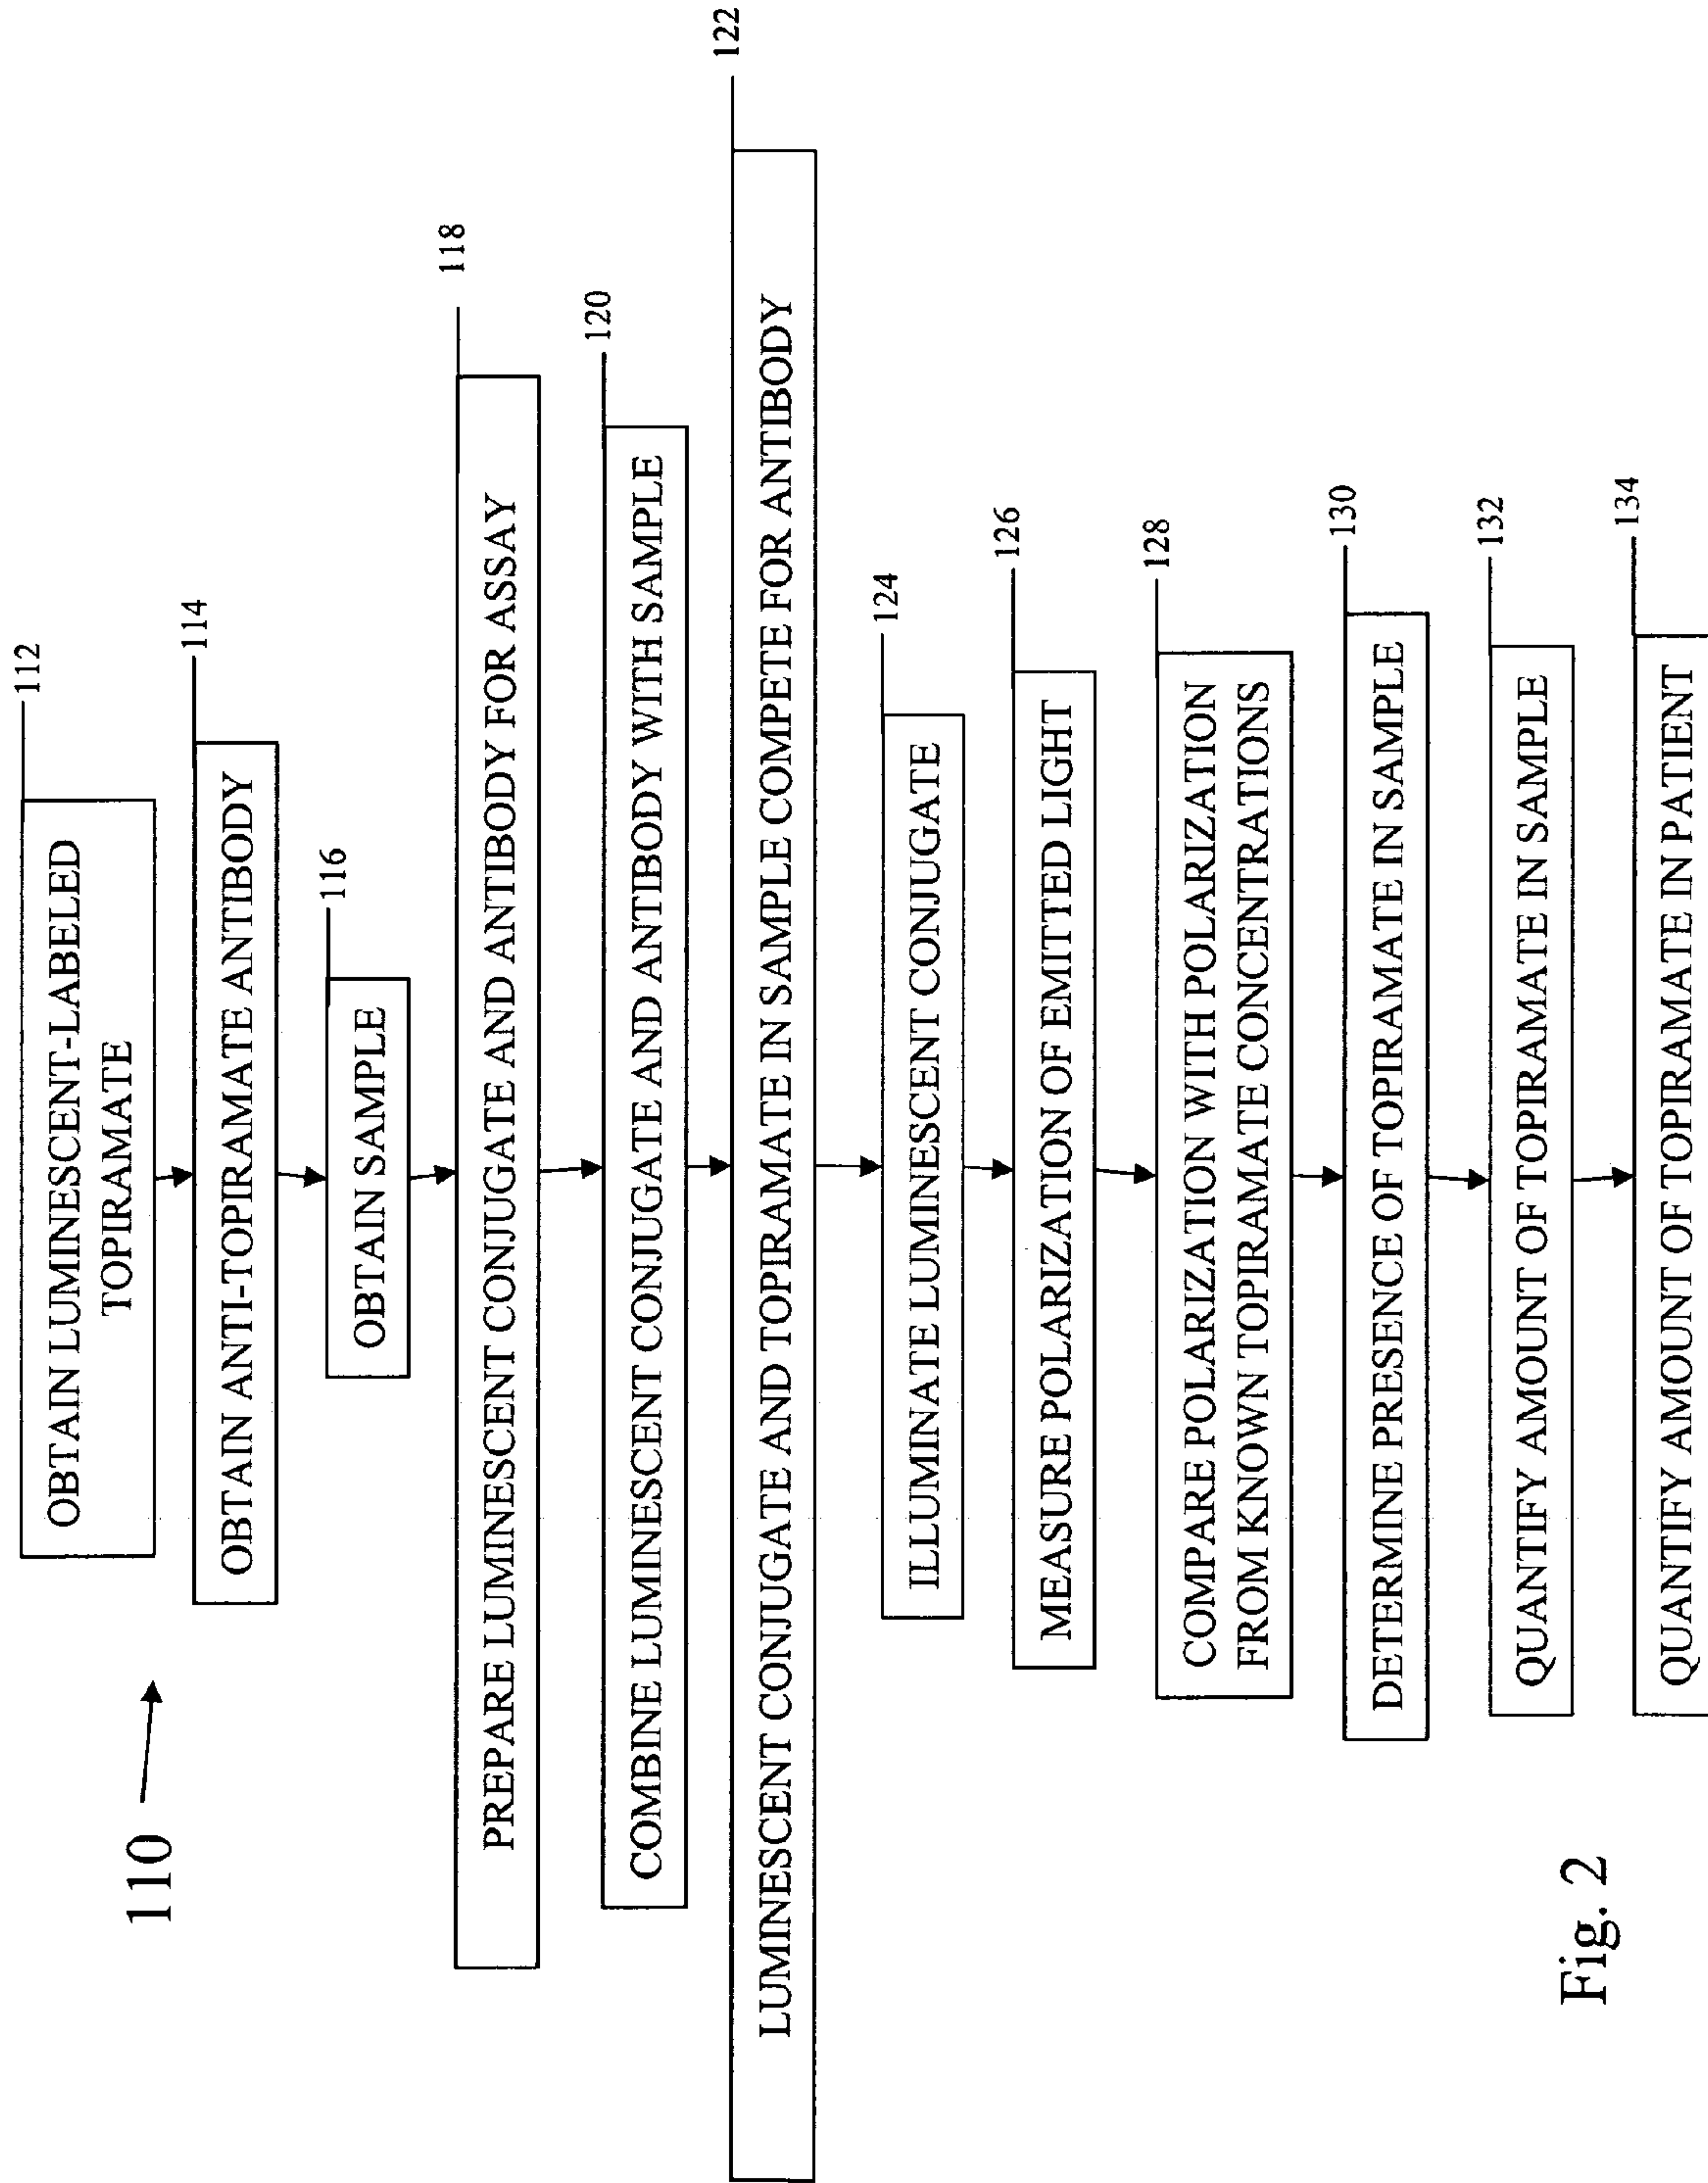 110
OBTAIN LUMINESCENT-LABELED
TOPIRAMATE
112
OBTAIN ANTI-TOPIRAMATE ANTIBODY
114
OBTAIN SAMPLE
116
PREPARE LUMINESCENT CONJUGATE AND ANTIBODY FOR ASSAY
118
COMBINE LUMINESCENT CONJUGATE AND ANTIBODY WITH SAMPLE
120
LUMINESCENT CONJUGATE AND TOPIRAMATE IN SAMPLE COMPETE FOR ANTIBODY
122
ILLUMINATE LUMINESCENT CONJUGATE
124
MEASURE POLARIZATION OF EMITTED LIGHT
126
COMPARE POLARIZATION WITH POLARIZATION
FROM KNOWN TOPIRAMATE CONCENTRATIONS
128
DETERMINE PRESENCE OF TOPIRAMATE IN SAMPLE
130
QUANTIFY AMOUNT OF TOPIRAMATE IN SAMPLE
132
QUANTIFY AMOUNT OF TOPIRAMATE IN PATIENT
134
Fig. 2